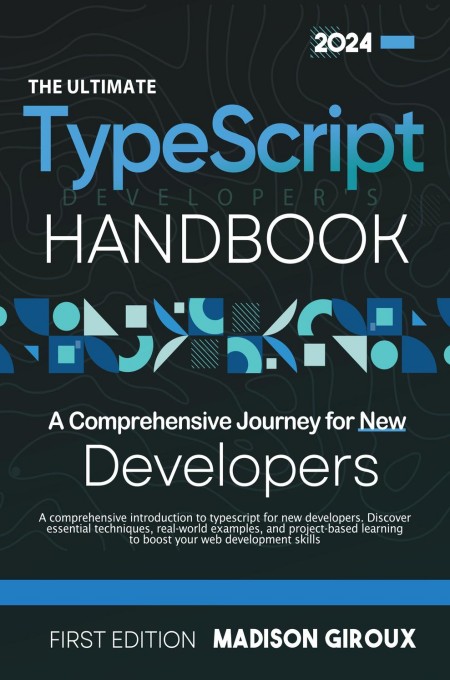 2024
THE ULTIMATE
TypeScript
DEVELOPER'S
HANDBOOK
A Comprehensive Journey for New
Developers
A comprehensive introduction to typescript for new developers. Discover
essential techniques, real-world examples, and project-based learning
to boost your web development skills
FIRST EDITION MADISON GIROUX